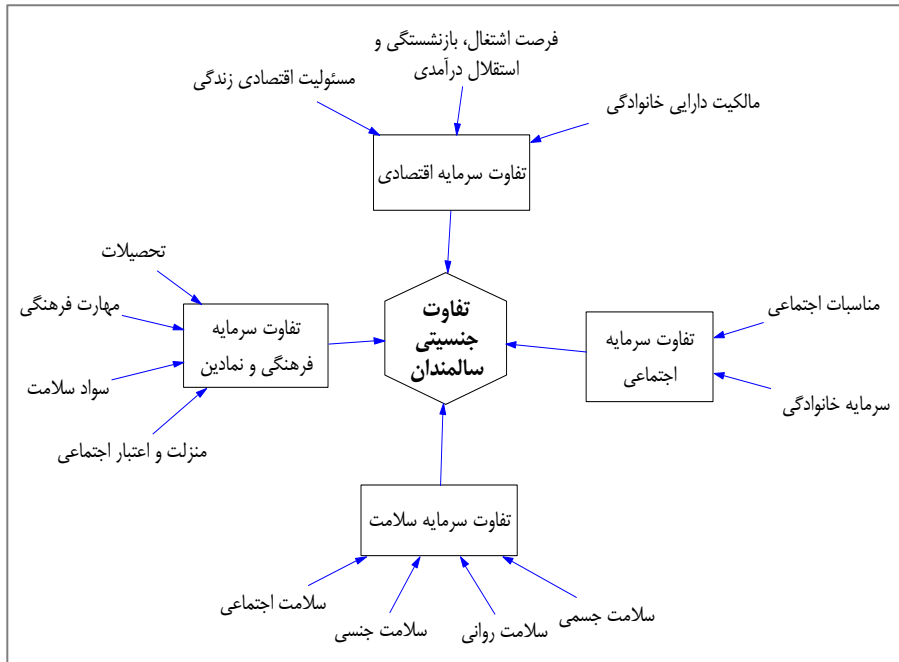 فرصت اشتغال، بازنشستگی و
استقلال درآمدی
مسئولیت اقتصادی زندگی
مالکیت دارایی خانوادگی
تفاوت سرمایه اقتصادی
تحصیلات
مهارت فرهنگی
سواد سلامت
منزلت و اعتبار اجتماعی
تفاوت سرمایه
فرهنگی و نمادین
تفاوت
جنسیتی
سالمندان
تفاوت سرمایه
اجتماعی
مناسبات اجتماعی
سرمایه خانوادگی
تفاوت سرمایه سلامت
سلامت جسمی
سلامت روانی
سلامت جنسی
سلامت اجتماعی